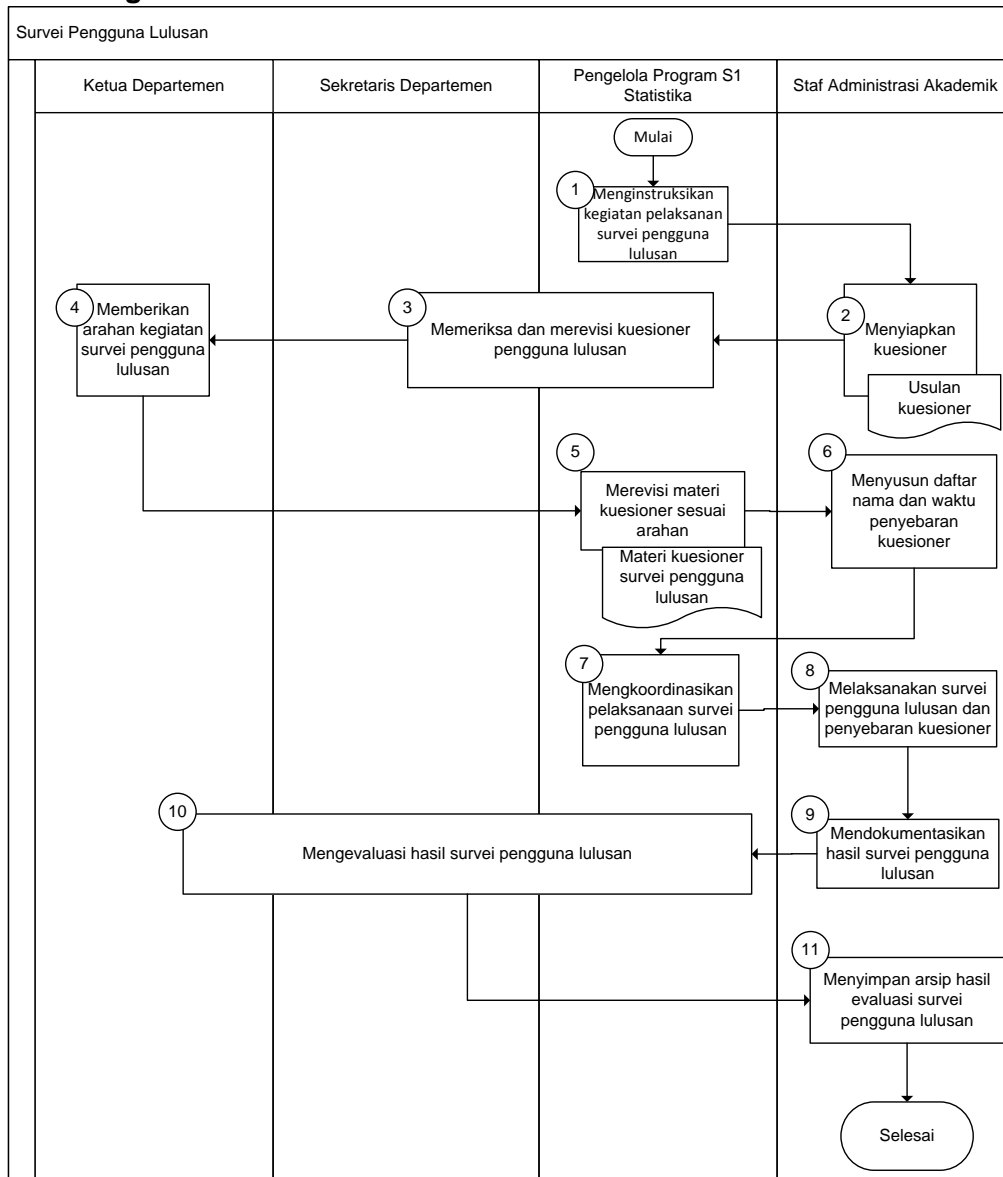 Survei Pengguna Lulusan
Ketua Departemen
Sekretaris Departemen
Pengelola Program S1
Statistika
Staf Administrasi Akademik
Mulai
1
Menginstruksikan
kegiatan pelaksanan
survei pengguna
lulusan
2
Menyiapkan
kuesioner
Usulan
kuesioner
3
Memeriksa dan merevisi kuesioner
pengguna lulusan
4
Memberikan
arahan kegiatan
survei pengguna
lulusan
5
Merevisi materi
kuesioner sesuai
arahan
Materi kuesioner
survei pengguna
lulusan
6
Menyusun daftar
nama dan waktu
penyebaran
kuesioner
7
Mengkoordinasikan
pelaksanaan survei
pengguna lulusan
8
Melaksanakan survei
pengguna lulusan dan
penyebaran kuesioner
9
Mendokumentasikan
hasil survei pengguna
lulusan
10
Mengevaluasi hasil survei pengguna lulusan
11
Menyimpan arsip hasil
evaluasi survei
pengguna lulusan
Selesai